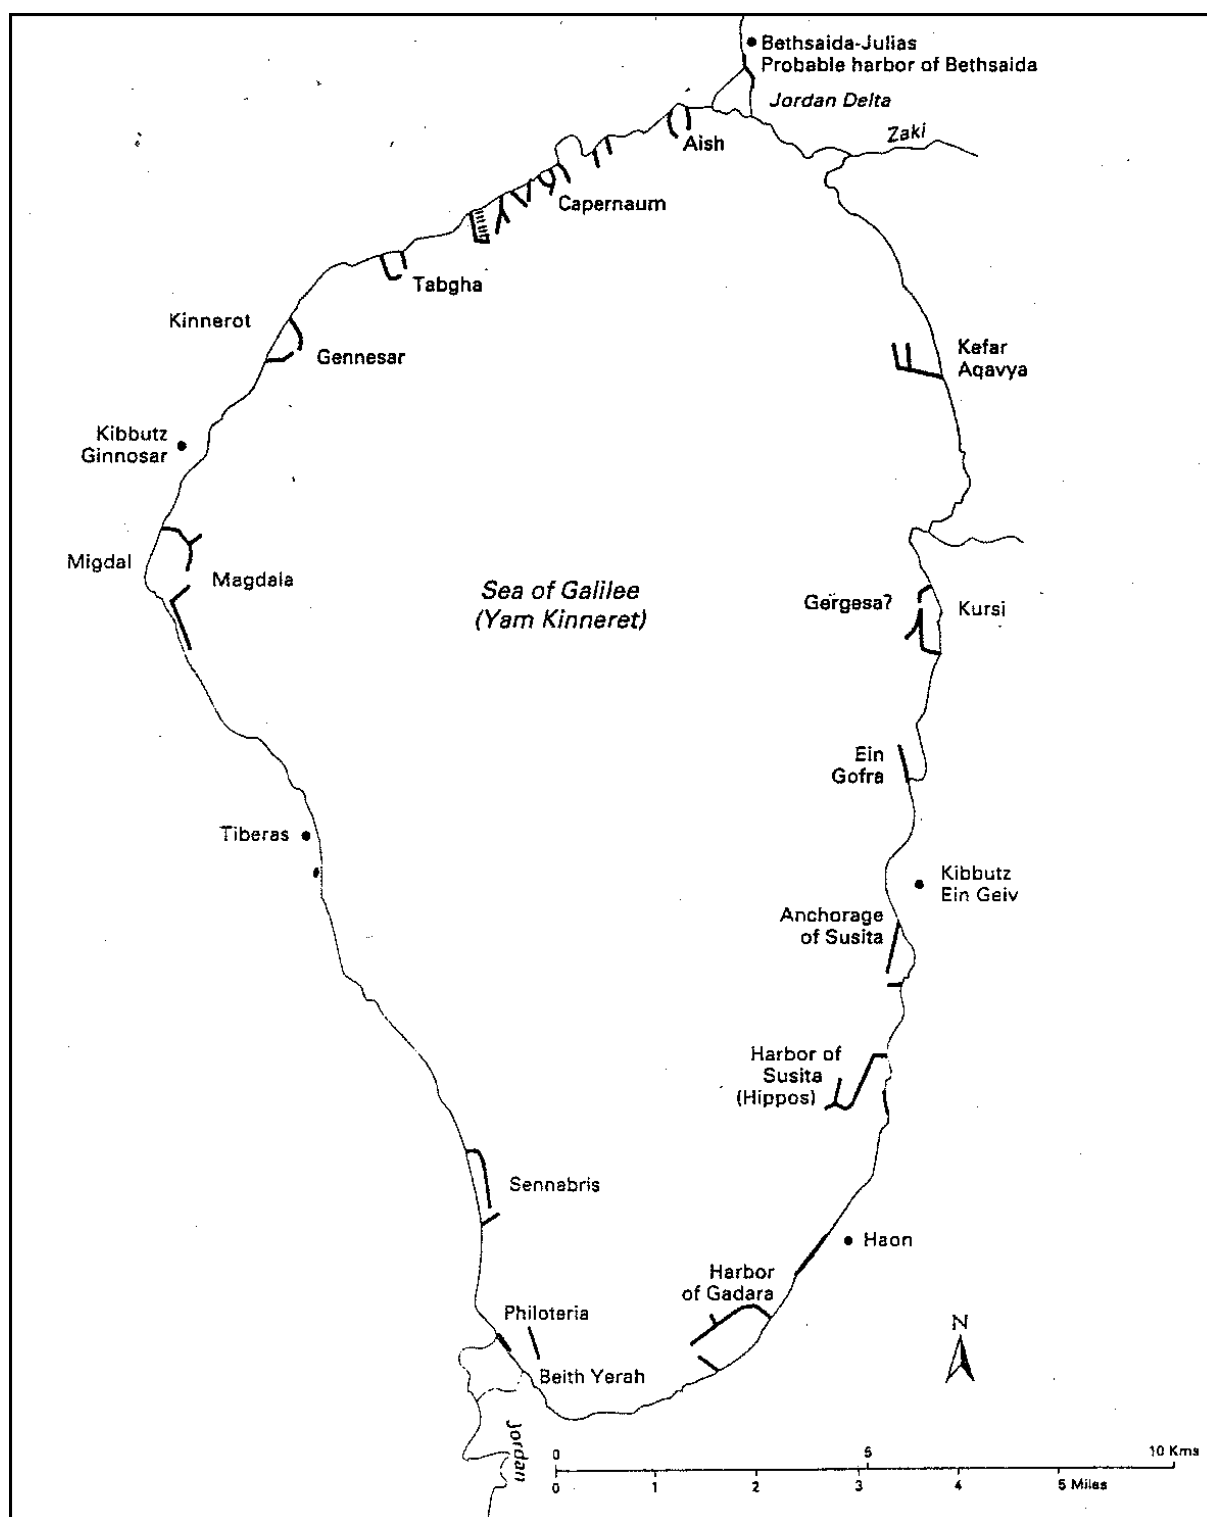 Bethsaida-Julias
Probable harbor of Bethsaida
Jordan Delta
Zaki
Aish
Capernaum
Tabgha
Kinnerot
Gennesar
Kefar
Aqavya
Kibbutz
Ginnosar
Migdal
Magdala
Sea of Galilee
(Yam Kinneret)
Gergesa?
Kursi
Ein
Gofra
Tiberas
Kibbutz
Ein Geiv
Anchorage
of Susita
Harbor of
Susita
(Hippos)
Sennabris
Haon
Harbor
of Gadara
Philoteria
N
Beith Yerah
Jordan
0 5 10 Kms
0 1 2 3 4 5 Miles